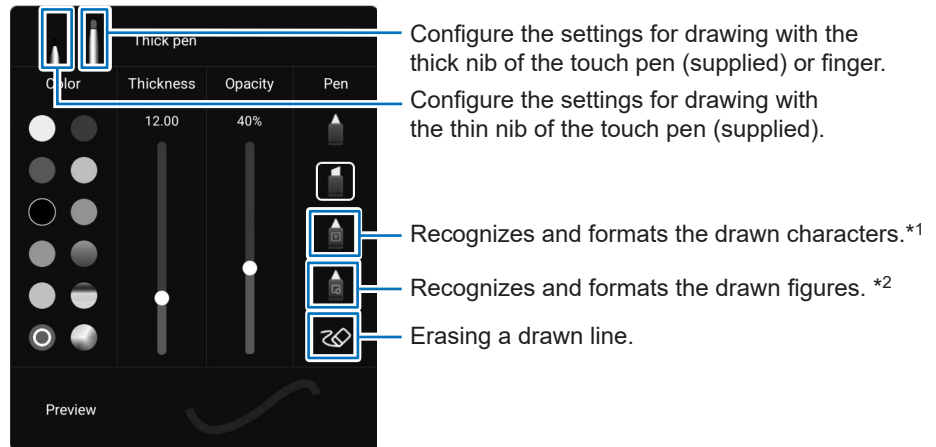 Thick pen
Color
Thickness
Opacity
Pen
12.00
40%
Preview
Configure the settings for drawing with the
thick nib of the touch pen (supplied) or finger.
Configure the settings for drawing with
the thin nib of the touch pen (supplied).
Recognizes and formats the drawn characters.*1
Recognizes and formats the drawn figures. *2
Erasing a drawn line.